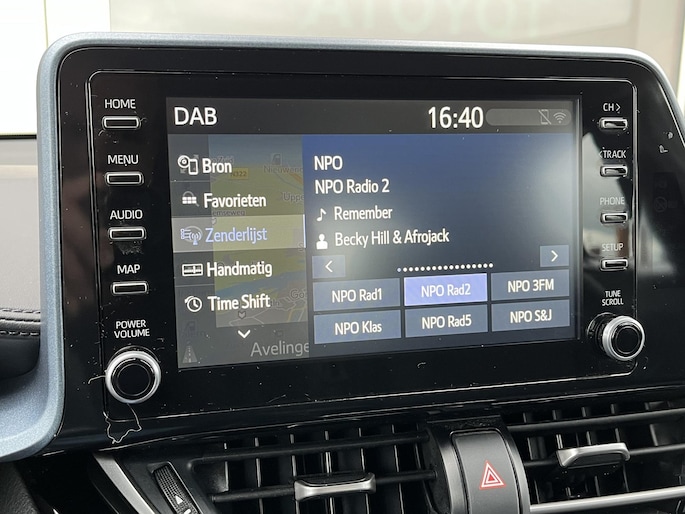 TOYOTA
HOME
MENU
AUDIO
MAP
POWER
VOLUME
DAB
16:40
Bron
Favorieten
Zenderlijst
Handmatig
Time Shift
N322
Avelinge
NPO
NPO Radio 2
Remember
Becky Hill & Afrojack
<
>
NPO Rad1
NPO Rad2
NPO 3FM
NPO Klas
NPO Rad5
NPO S&J
CH >
< TRACK
PHONE
SETUP
TUNE
SCROLL